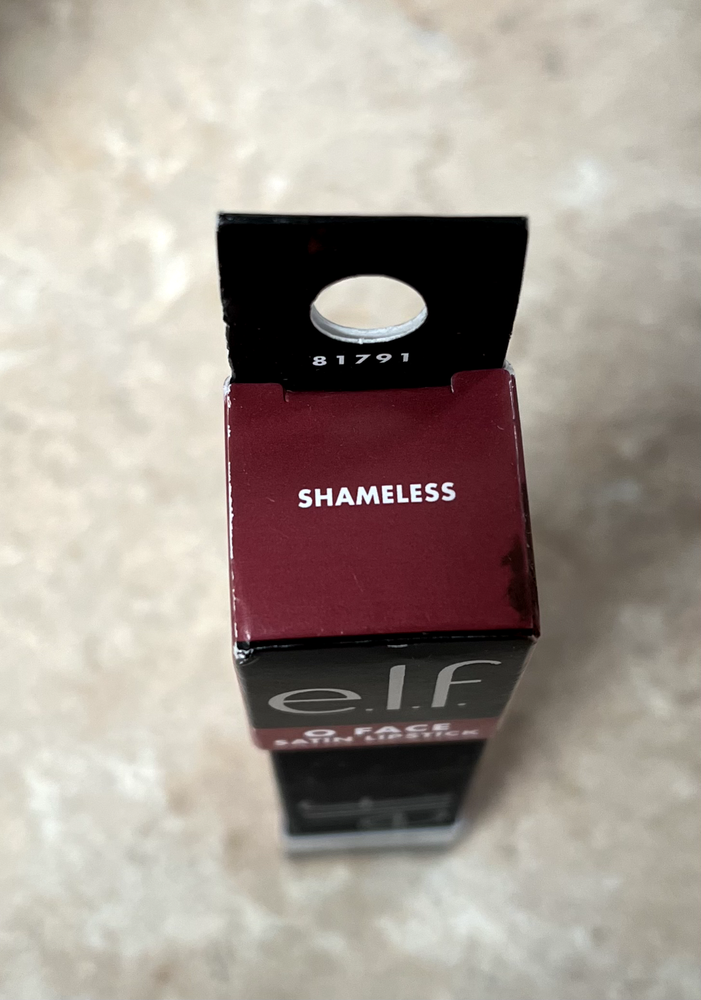 81791
SHAMELESS
e.l.f.
O FACE
SATIN LIPSTICK